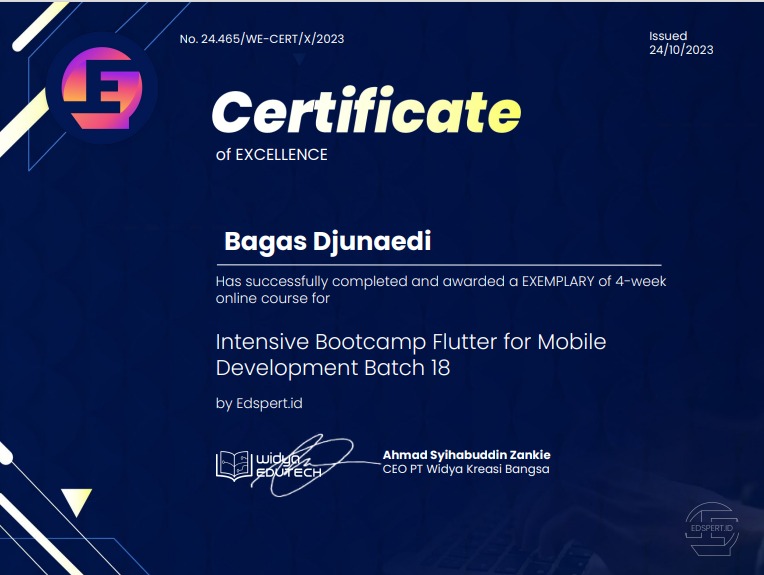 No. 24.465/WE-CERT/X/2023
Issued
24/10/2023
Certificate
of EXCELLENCE
Bagas Djunaedi
Has successfully completed and awarded a EXEMPLARY of 4-week
online course for
Intensive Bootcamp Flutter for Mobile
Development Batch 18
by Edspert.id
widya
EDUTECH
Ahmad Syihabuddin Zankie
CEO PT Widya Kreasi Bangsa
EDSPERT.ID